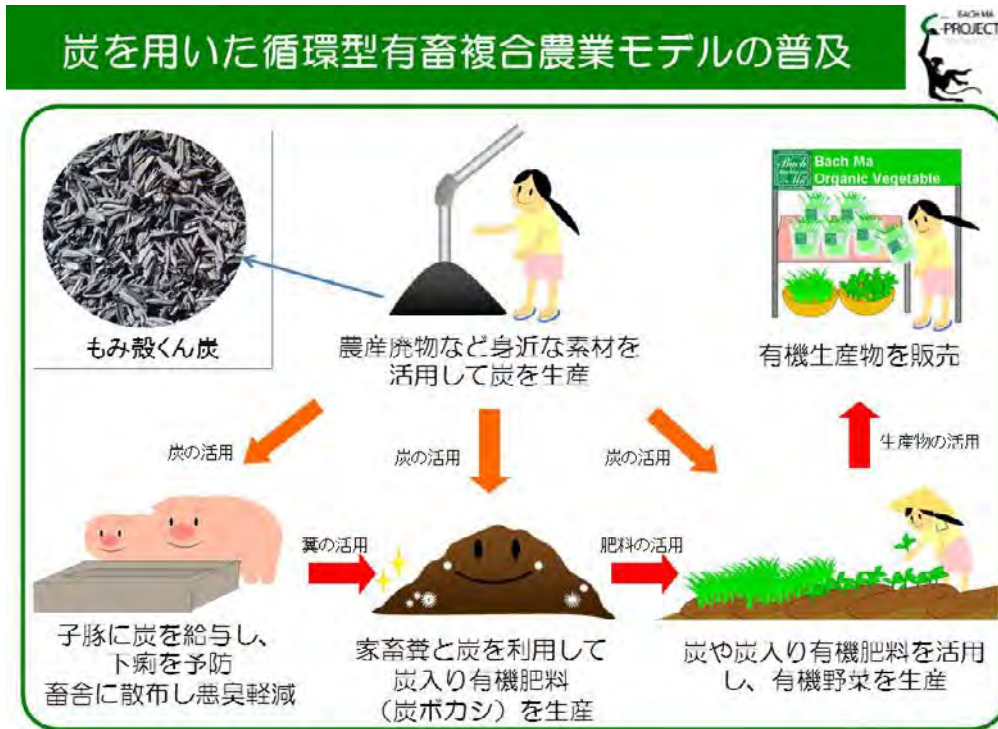 炭を用いた循環型有畜複合農業モデルの普及
BACH MA
PROJECT
もみ殻くん炭
農産廃物など身近な素材を
活用して炭を生産
Bach Ma
Organic Vegetable
有機生産物を販売
炭の活用
炭の活用
炭の活用
生産物の活用
糞の活用
肥料の活用
子豚に炭を給与し、
下痢を予防
畜舎に散布し悪臭軽減
家畜糞と炭を利用して
炭入り有機肥料
（炭ボカシ）を生産
炭や炭入り有機肥料を活用
し、有機野菜を生産